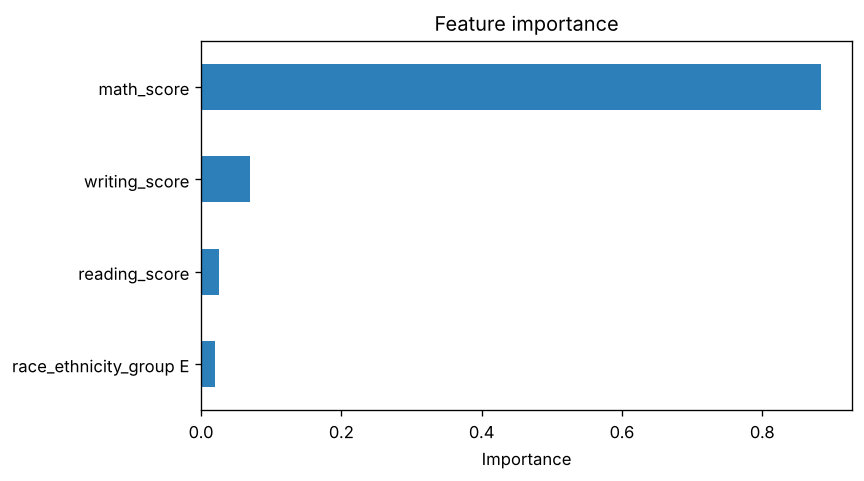 Feature importance
math_score
writing_score
reading_score
race_ethnicity_group E
0.0 0.2 0.4 0.6 0.8
Importance